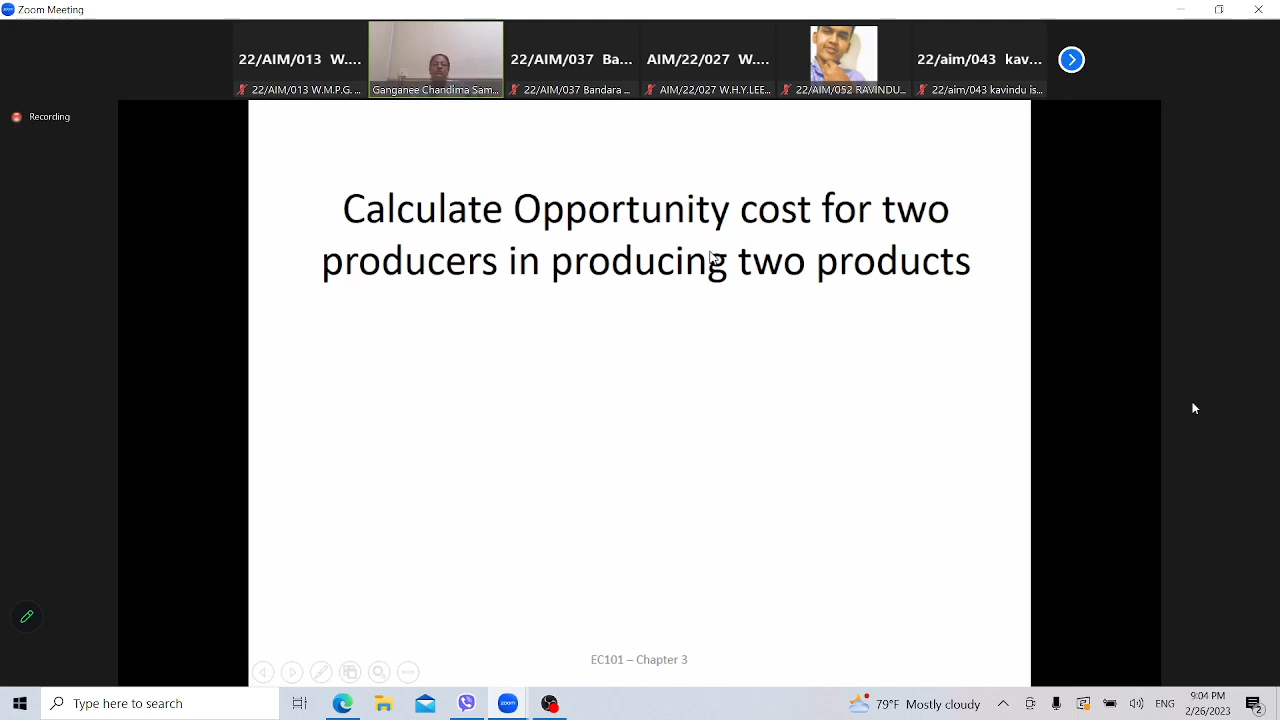 Zoom Meeting
22/AIM/013 W....
22/AIM/037 Ba...
AIM/22/027 W....
22/aim/043 kav...
22/AIM/013 W.M.P.G. ...
Ganganee Chandima Sam...
22/AIM/037 Bandara ...
AIM/22/027 W.H.Y.LEE...
22/AIM/052 RAVINDU...
22/aim/043 kavindu is...
Recording
Calculate Opportunity cost for two
producers in producing two products
EC101 – Chapter 3
Type here to search
zoom
79°F Mostly cloudy
9:04 PM
2/26/2023
2